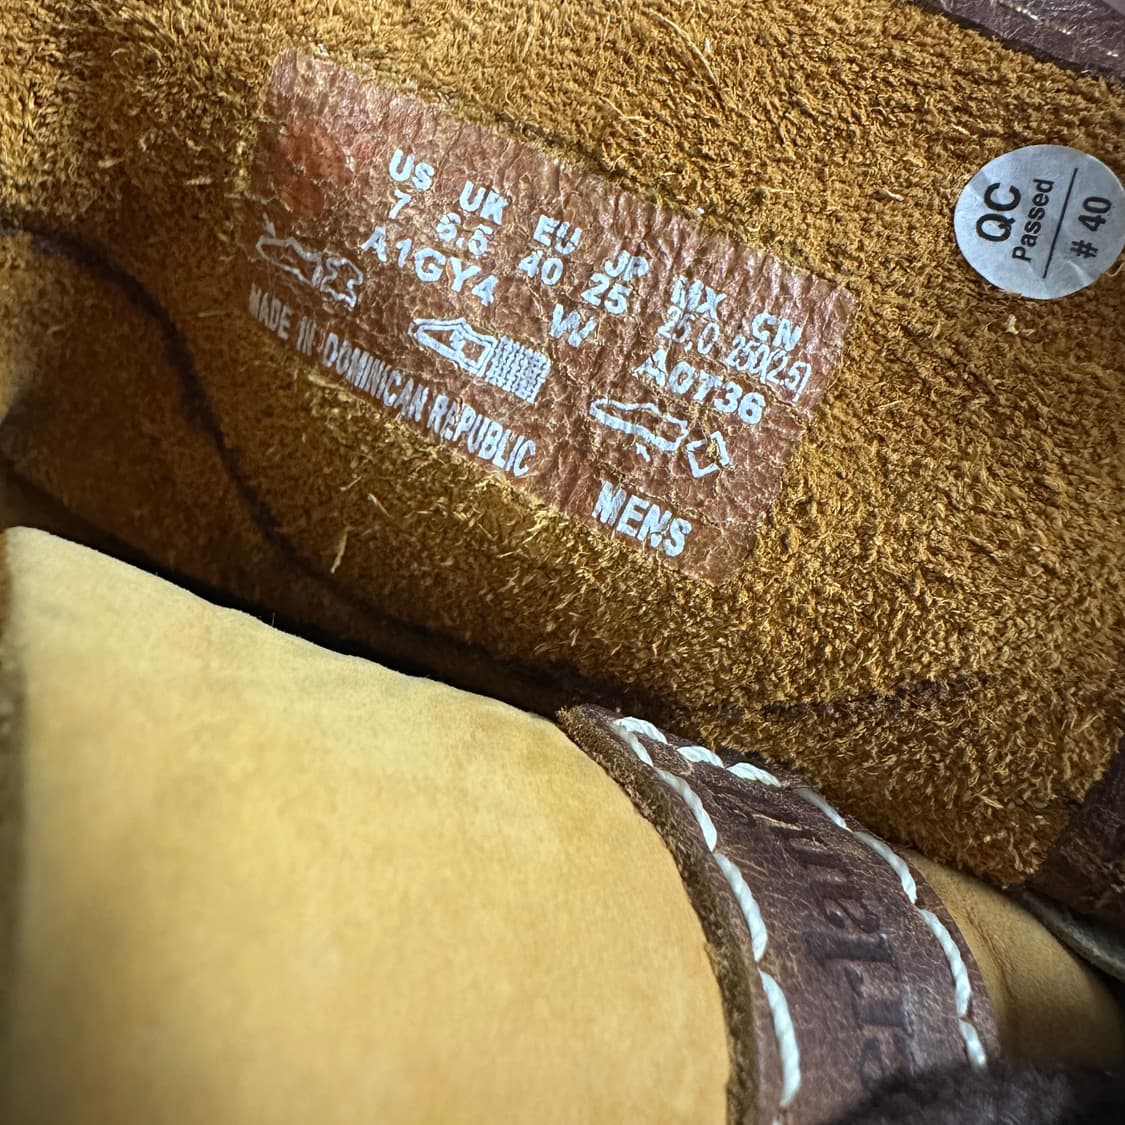 US UK EU JP MX CN
7 6.5 40 25 25.0 250(2.5)
A1GY4 W A0T36
MADE IN DOMINICAN REPUBLIC
MENS
QC
Passed
# 40